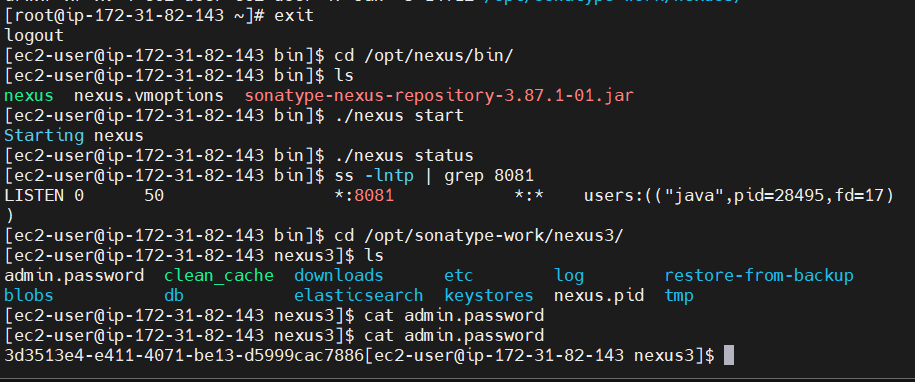 [root@ip-172-31-82-143 ~]# exit
logout
[ec2-user@ip-172-31-82-143 bin]$ cd /opt/nexus/bin/
[ec2-user@ip-172-31-82-143 bin]$ ls
nexus  nexus.vmoptions  sonatype-nexus-repository-3.87.1-01.jar
[ec2-user@ip-172-31-82-143 bin]$ ./nexus start
Starting nexus
[ec2-user@ip-172-31-82-143 bin]$ ./nexus status
[ec2-user@ip-172-31-82-143 bin]$ ss -lntp | grep 8081
LISTEN 0      50                 *:8081            *:*    users:(("java",pid=28495,fd=17)
)
[ec2-user@ip-172-31-82-143 bin]$ cd /opt/sonatype-work/nexus3/
[ec2-user@ip-172-31-82-143 nexus3]$ ls
admin.password  clean_cache  downloads      etc        log        restore-from-backup
blobs           db           elasticsearch  keystores  nexus.pid  tmp
[ec2-user@ip-172-31-82-143 nexus3]$ cat admin.password
[ec2-user@ip-172-31-82-143 nexus3]$ cat admin.password
3d3513e4-e411-4071-be13-d5999cac7886[ec2-user@ip-172-31-82-143 nexus3]$